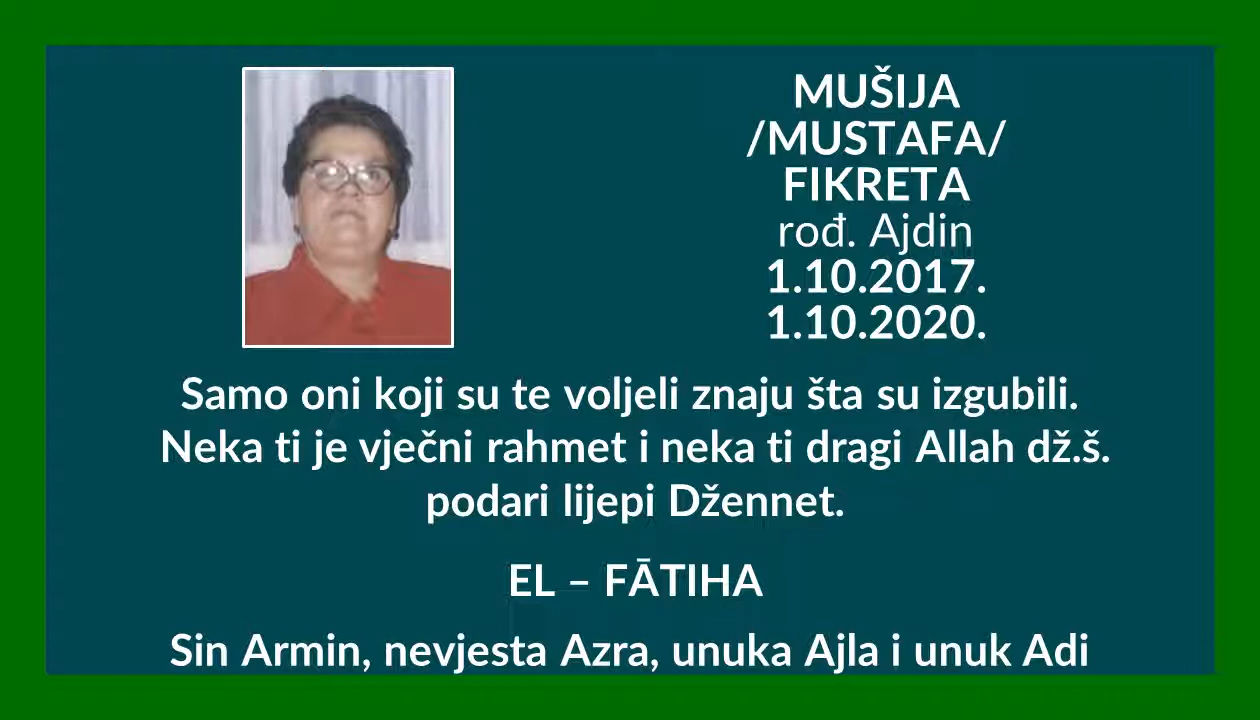 MUŠIJA
/MUSTAFA/
FIKRETA
rođ. Ajdin
1.10.2017.
1.10.2020.
Samo oni koji su te voljeli znaju šta su izgubili.
Neka ti je vječni rahmet i neka ti dragi Allah dž.š.
podari lijepi Džennet.
EL – FĀTIHA
Sin Armin, nevjesta Azra, unuka Ajla i unuk Adi